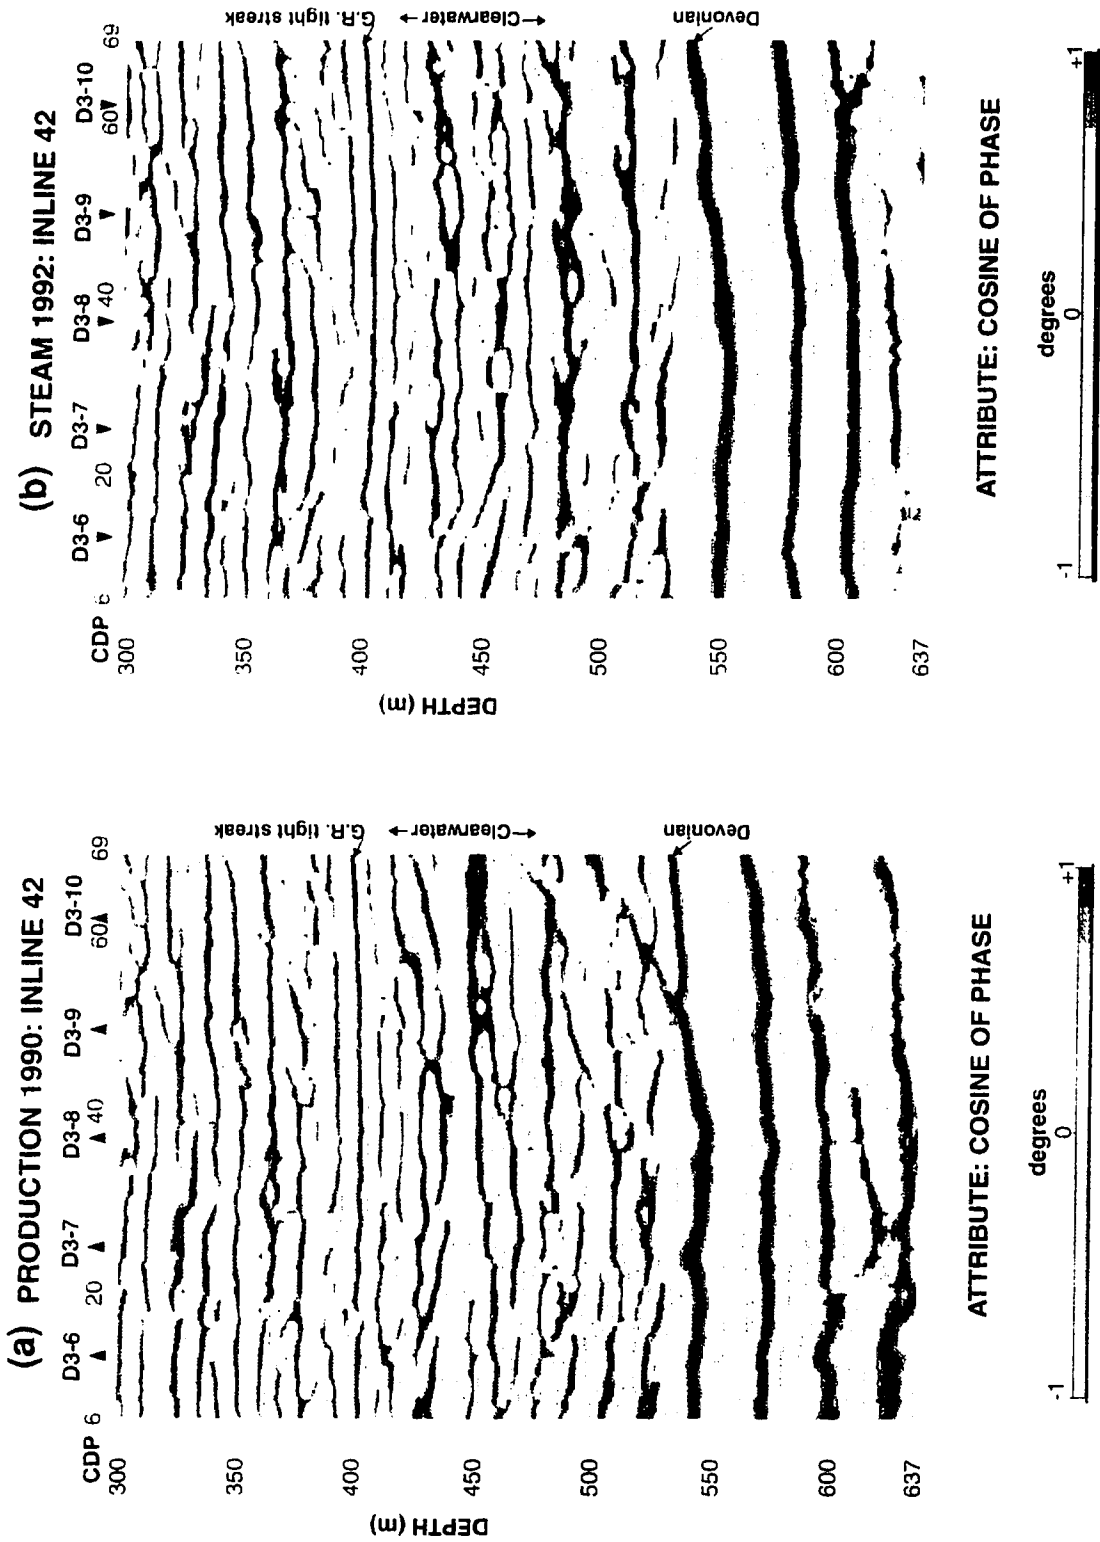 (a) PRODUCTION 1990: INLINE 42
D3-6 D3-7 D3-8 D3-9 D3-10
CDP 6 20 40 60 69
300
350
400
450
500
550
600
637
DEPTH (m)
G.R. tight streak
←Clearwater→
Devonian
ATTRIBUTE: COSINE OF PHASE
degrees
-1 0 +1
(b) STEAM 1992: INLINE 42
D3-6 D3-7 D3-8 D3-9 D3-10
CDP 6 20 40 60 69
300
350
400
450
500
550
600
637
DEPTH (m)
G.R. tight streak
←Clearwater→
Devonian
ATTRIBUTE: COSINE OF PHASE
degrees
-1 0 +1